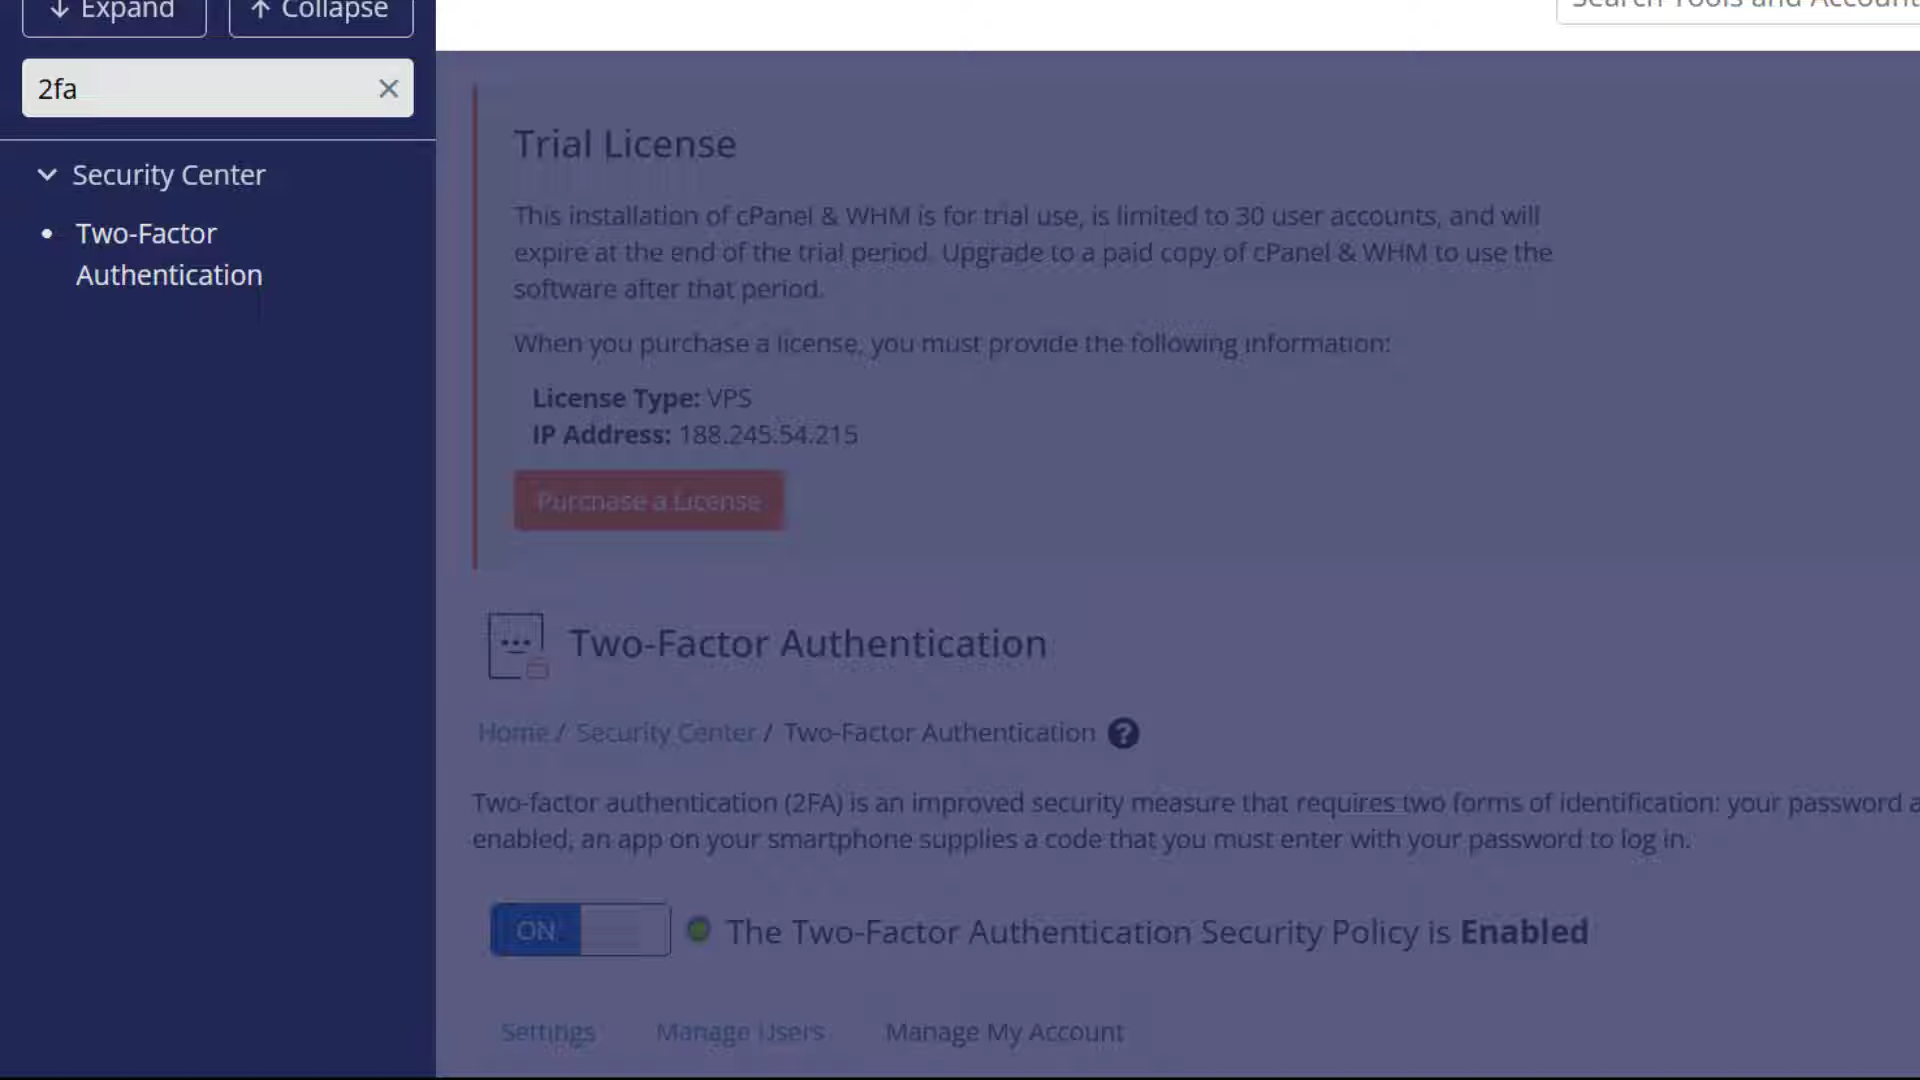 Expand
Collapse
2fa
Security Center
Two-Factor
Authentication
Search Tools and Account
Trial License
This installation of cPanel & WHM is for trial use, is limited to 30 user accounts, and will
expire at the end of the trial period. Upgrade to a paid copy of cPanel & WHM to use the
software after that period.
When you purchase a license, you must provide the following information:
License Type: VPS
IP Address: 188.245.54.215
Purchase a License
Two-Factor Authentication
Home / Security Center / Two-Factor Authentication ?
Two-factor authentication (2FA) is an improved security measure that requires two forms of identification: your password a
enabled, an app on your smartphone supplies a code that you must enter with your password to log in.
ON
The Two-Factor Authentication Security Policy is Enabled
Settings
Manage Users
Manage My Account